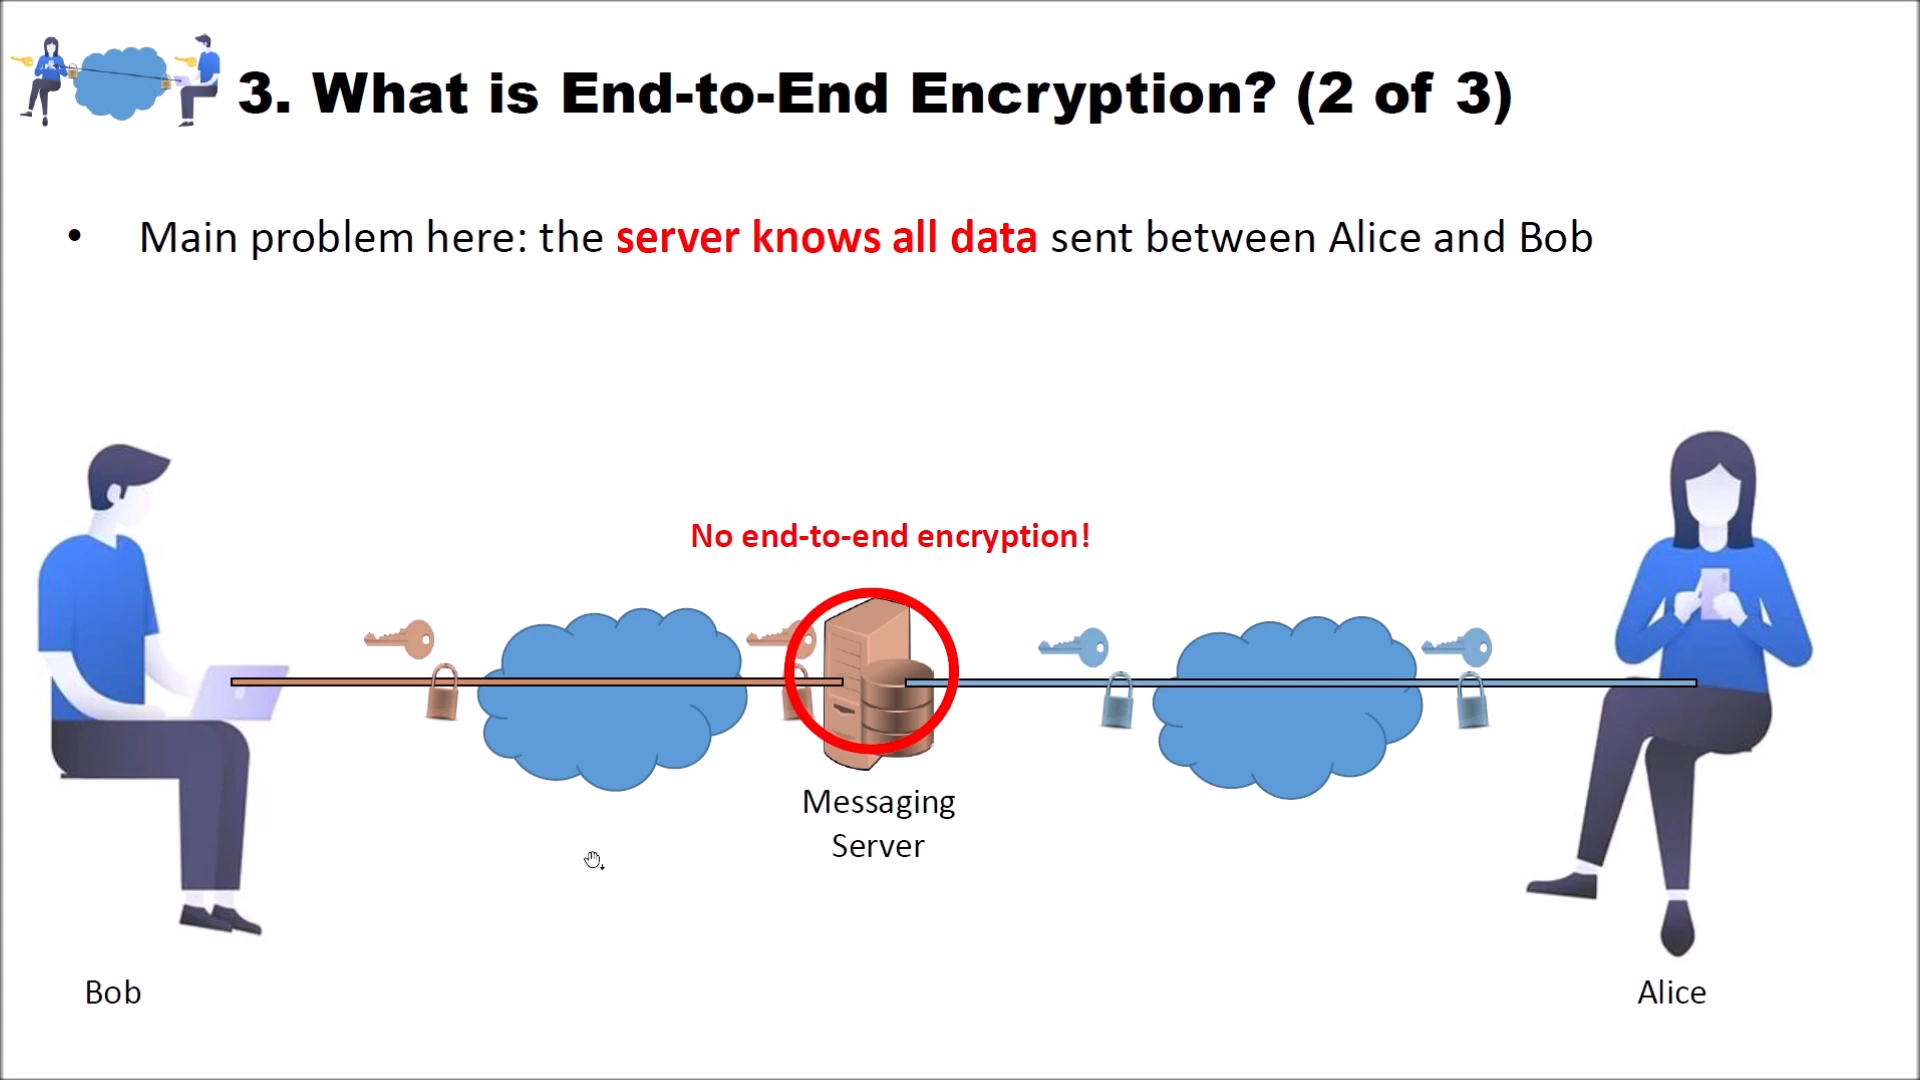 3. What is End-to-End Encryption? (2 of 3)
• Main problem here: the server knows all data sent between Alice and Bob
No end-to-end encryption!
Messaging
Server
Bob
Alice